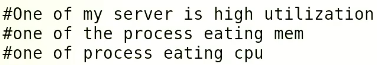 #One of my server is high utilization
#one of the process eating mem
#one of process eating cpu